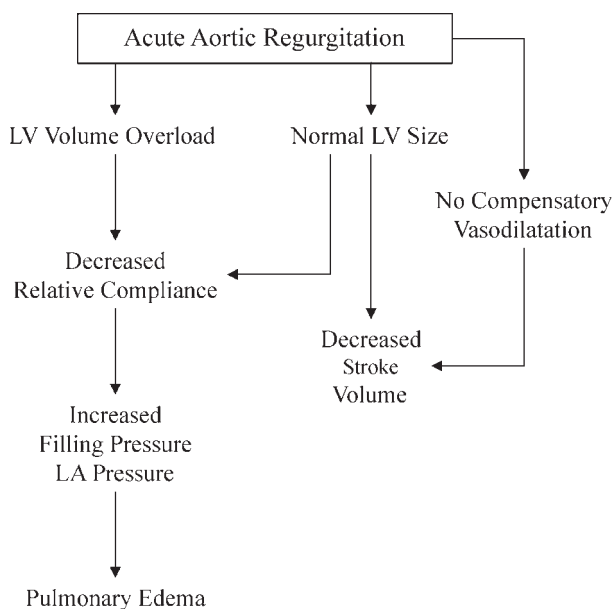 Acute Aortic Regurgitation
LV Volume Overload
Normal LV Size
No Compensatory
Vasodilatation
Decreased
Relative Compliance
Decreased
Stroke
Volume
Increased
Filling Pressure
LA Pressure
Pulmonary Edema